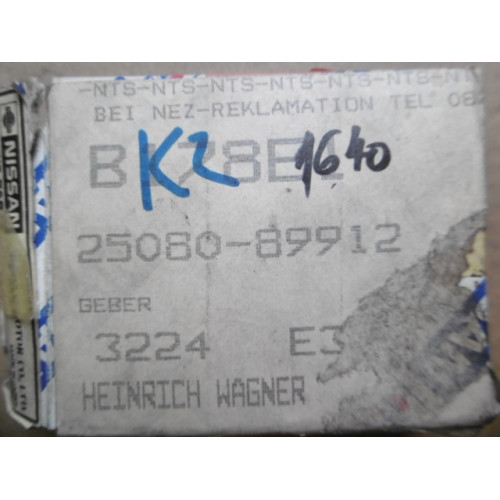 -NTS-NTS-NTS-NTS-NTS-NTS-NTS
BEI NEZ-REKLAMATION TEL 08
K2
1640
25080-89912
GEBER
3224 E3
HEINRICH WAGNER
NISSAN